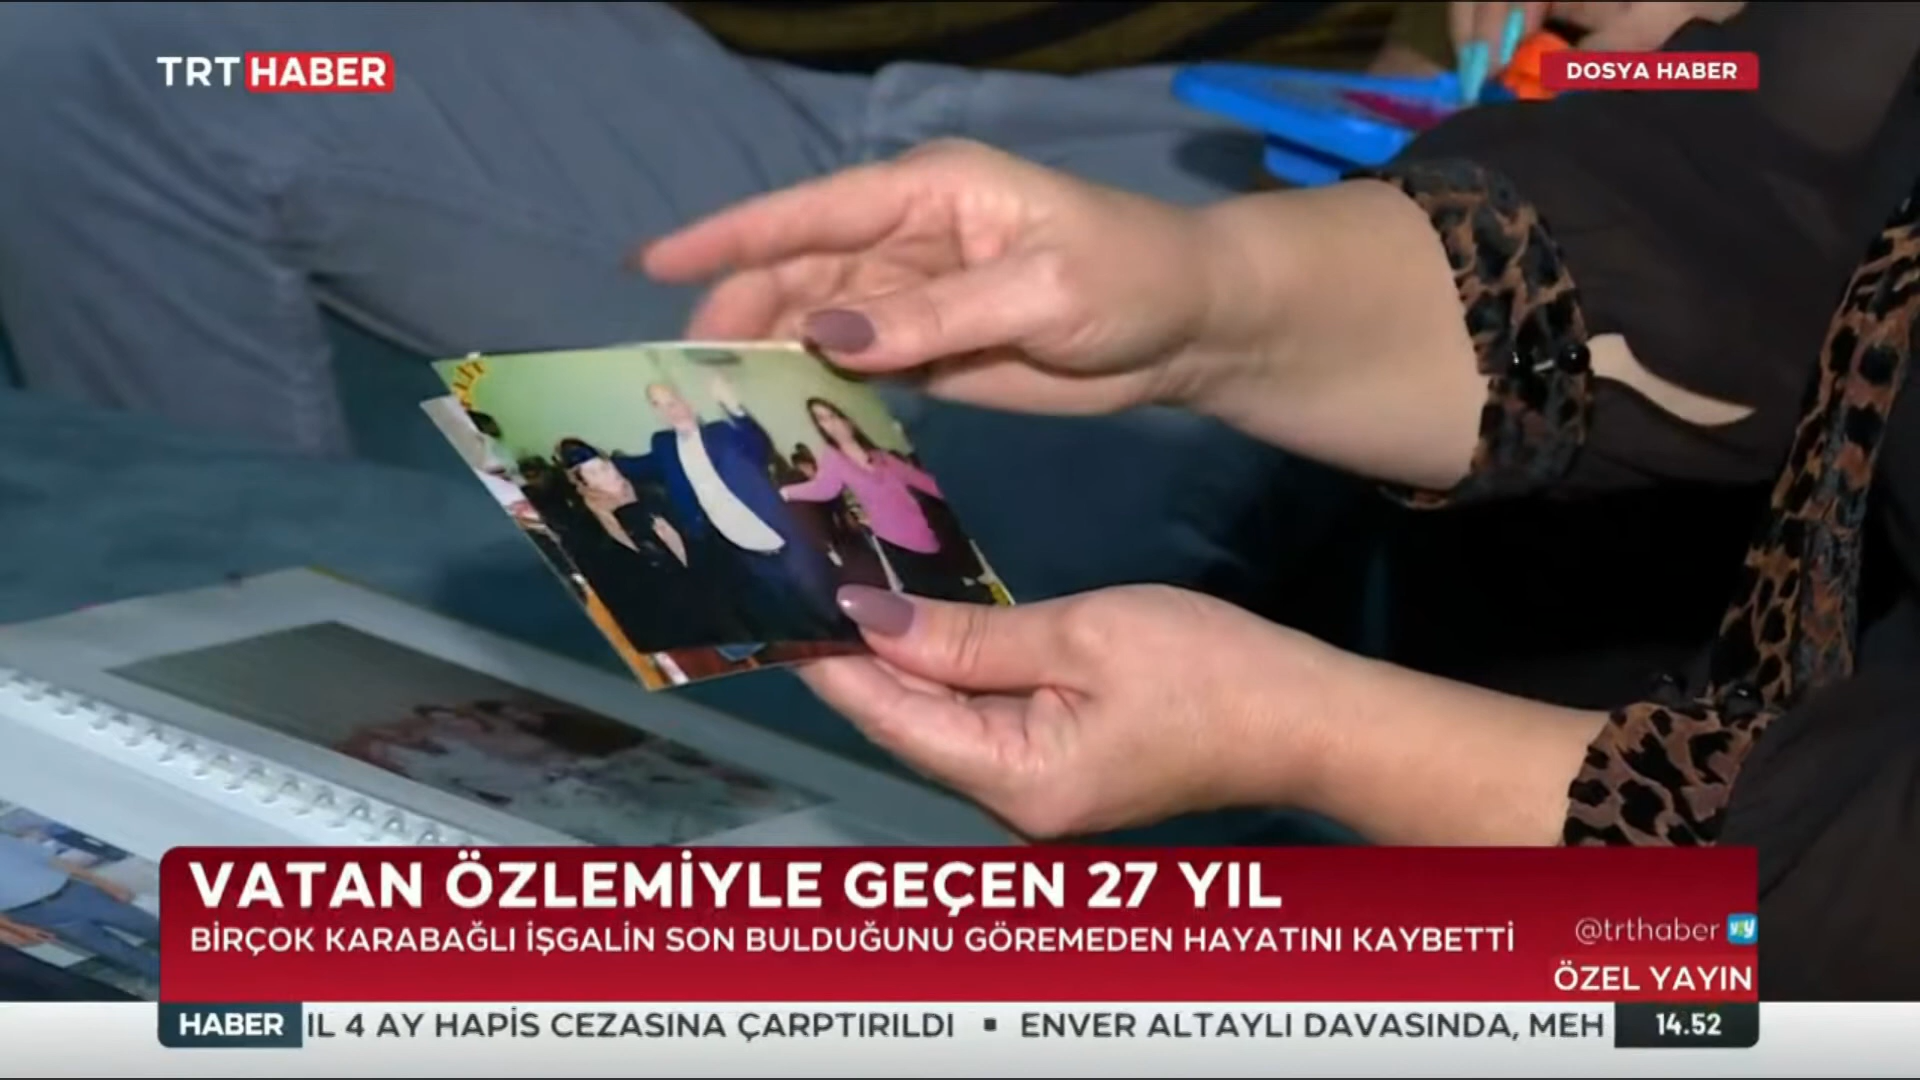 TRT HABER
DOSYA HABER
VATAN ÖZLEMİYLE GEÇEN 27 YIL
BİRÇOK KARABAĞLI İŞGALİN SON BULDUĞUNU GÖREMEDEN HAYATINI KAYBETTİ
@trthaber
ÖZEL YAYIN
HABER IL 4 AY HAPİS CEZASINA ÇARPTIRILDI ▪ ENVER ALTAYLI DAVASINDA, MEH 14.52